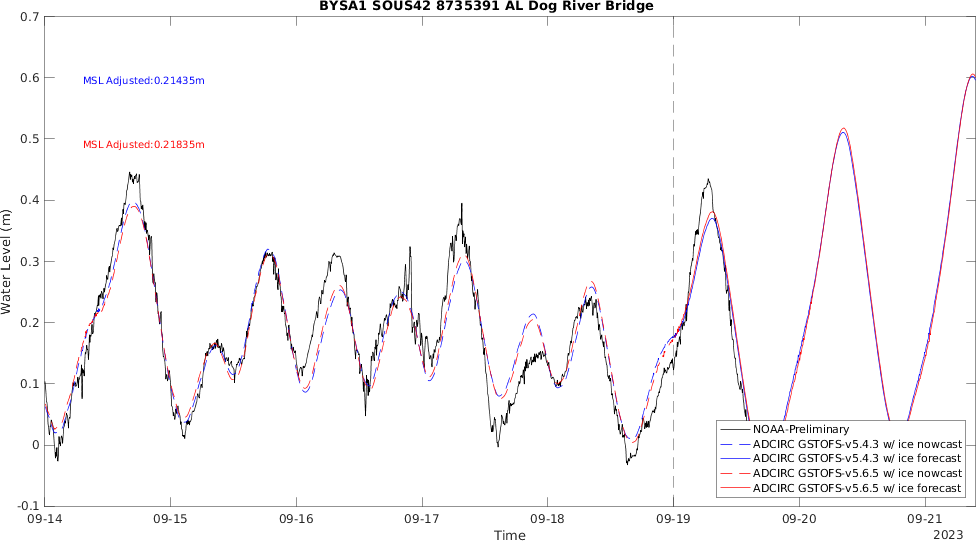 BYSA1 SOUS42 8735391 AL Dog River Bridge
0.7
0.6
0.5
0.4
0.3
0.2
0.1
0
-0.1
Water Level (m)
MSL Adjusted:0.21435m
MSL Adjusted:0.21835m
NOAA-Preliminary
ADCIRC GSTOFS-v5.4.3 w/ ice nowcast
ADCIRC GSTOFS-v5.4.3 w/ ice forecast
ADCIRC GSTOFS-v5.6.5 w/ ice nowcast
ADCIRC GSTOFS-v5.6.5 w/ ice forecast
09-14 09-15 09-16 09-17 09-18 09-19 09-20 09-21
Time
2023